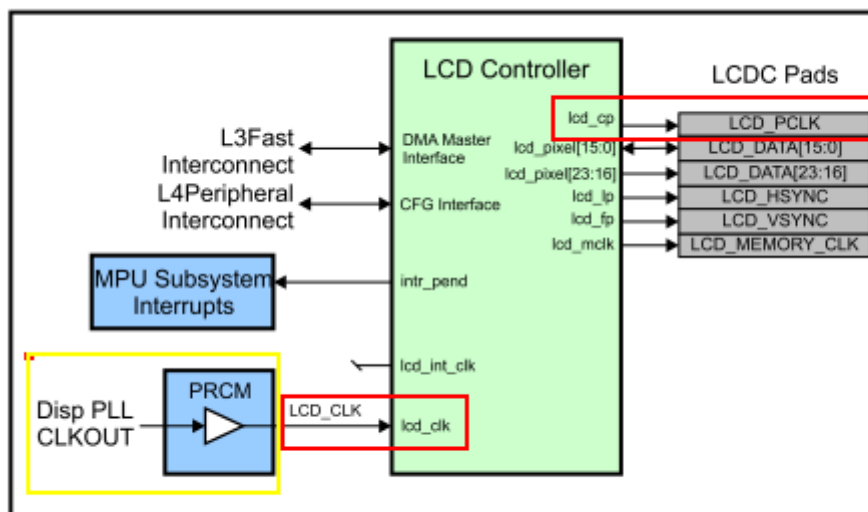 LCD Controller
LCDC Pads
lcd_cp
LCD_PCLK
L3Fast
Interconnect
DMA Master
Interface
lcd_pixel[15:0]
LCD_DATA[15:0]
lcd_pixel[23:16]
LCD_DATA[23:16]
L4Peripheral
Interconnect
CFG Interface
lcd_lp
LCD_HSYNC
lcd_fp
LCD_VSYNC
lcd_mclk
LCD_MEMORY_CLK
MPU Subsystem
Interrupts
intr_pend
lcd_int_clk
PRCM
Disp PLL
CLKOUT
LCD_CLK
lcd_clk